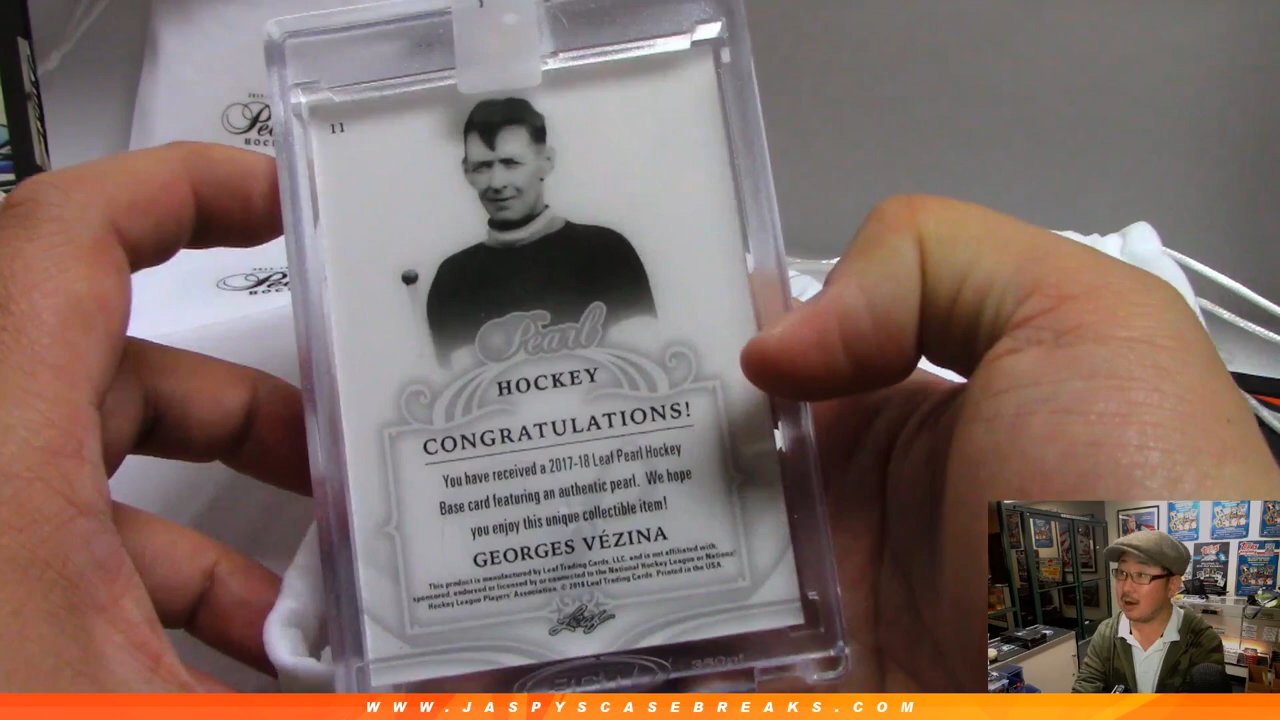 11
Pearl
HOCKEY
CONGRATULATIONS!
You have received a 2017-18 Leaf Pearl Hockey
Base card featuring an authentic pearl. We hope
you enjoy this unique collectible item!
GEORGES VÉZINA
This product is manufactured by Leaf Trading Cards, LLC. and is not affiliated with,
sponsored, endorsed or licensed by or connected to the National Hockey League or National
Hockey League Players' Association. © 2018 Leaf Trading Cards. Printed in the USA.
Leaf
WWW.JASPYSCASEBREAKS.COM